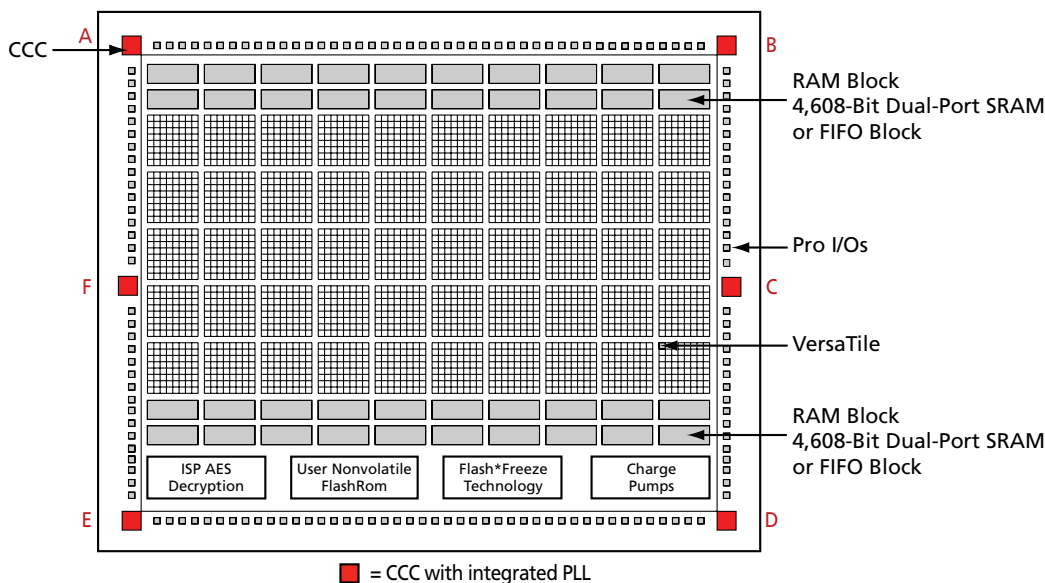 A
CCC
B
RAM Block
4,608-Bit Dual-Port SRAM
or FIFO Block
Pro I/Os
F
C
VersaTile
RAM Block
4,608-Bit Dual-Port SRAM
or FIFO Block
ISP AES
Decryption
User Nonvolatile
FlashRom
Flash*Freeze
Technology
Charge
Pumps
E
D
= CCC with integrated PLL